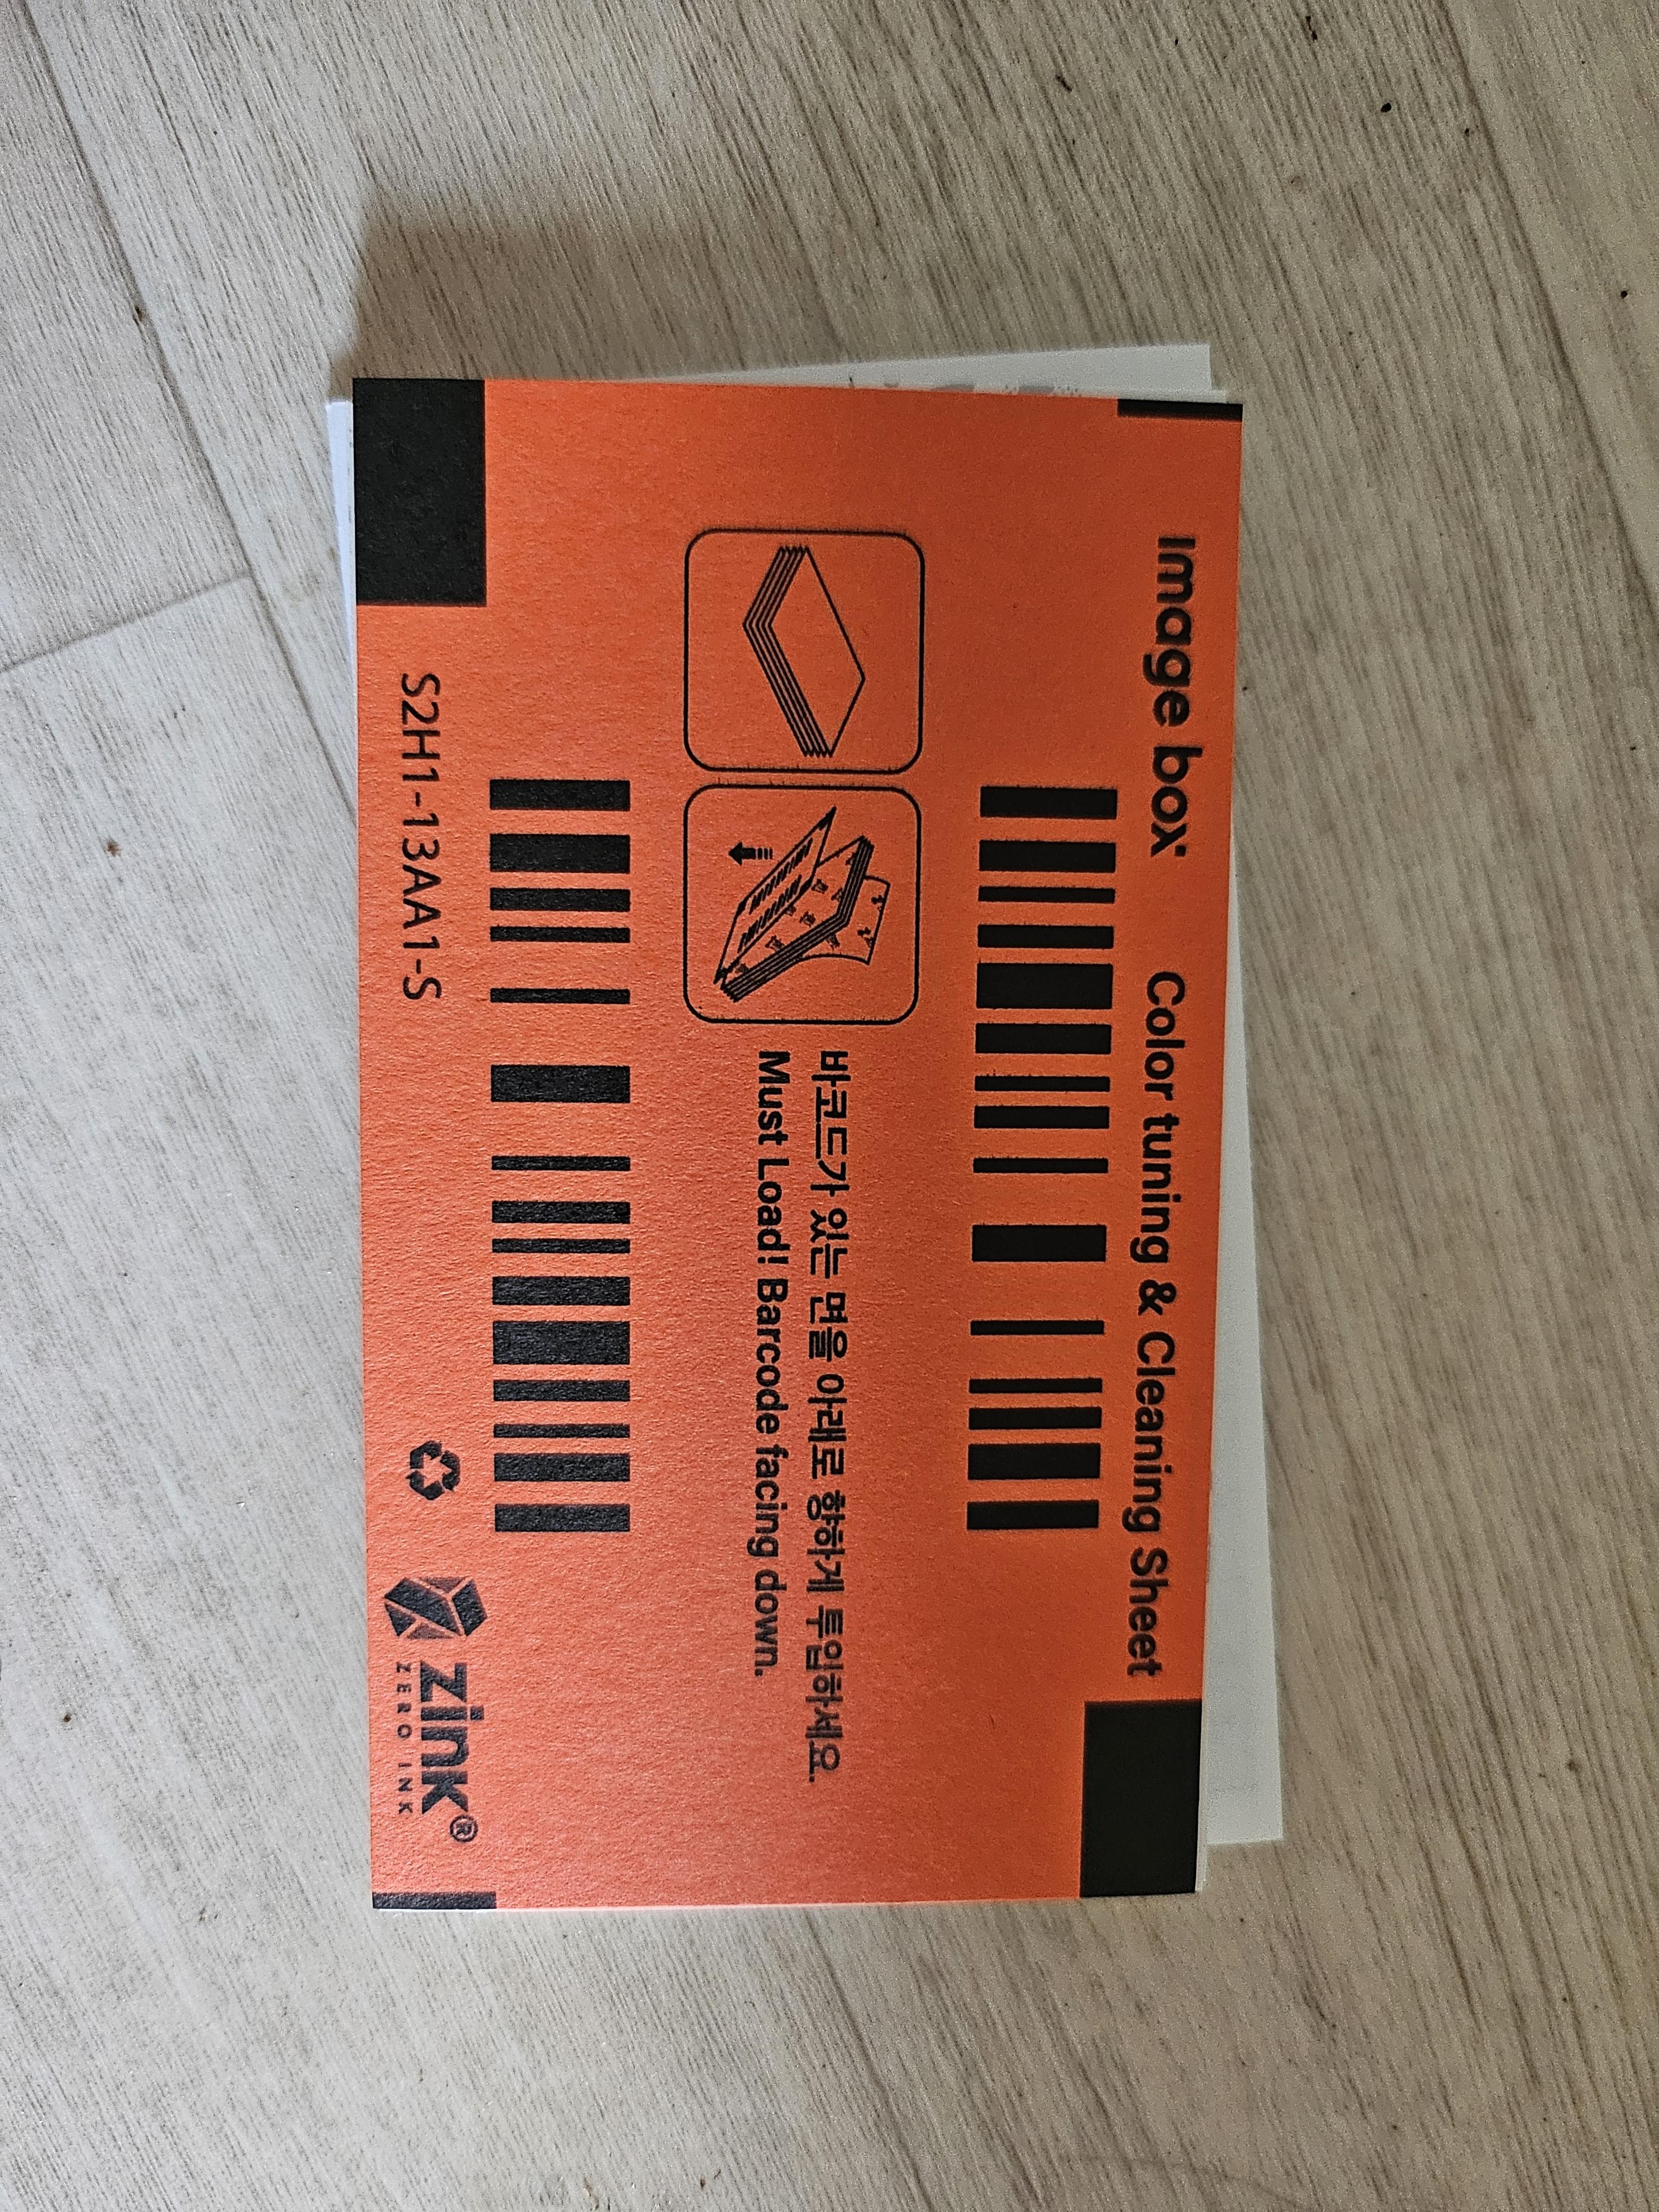 image box
Color tuning & Cleaning Sheet
바코드가 있는 면을 아래로 향하게 투입하세요.
Must Load! Barcode facing down.
S2H1-13AA1-S
zink®
ZERO INK